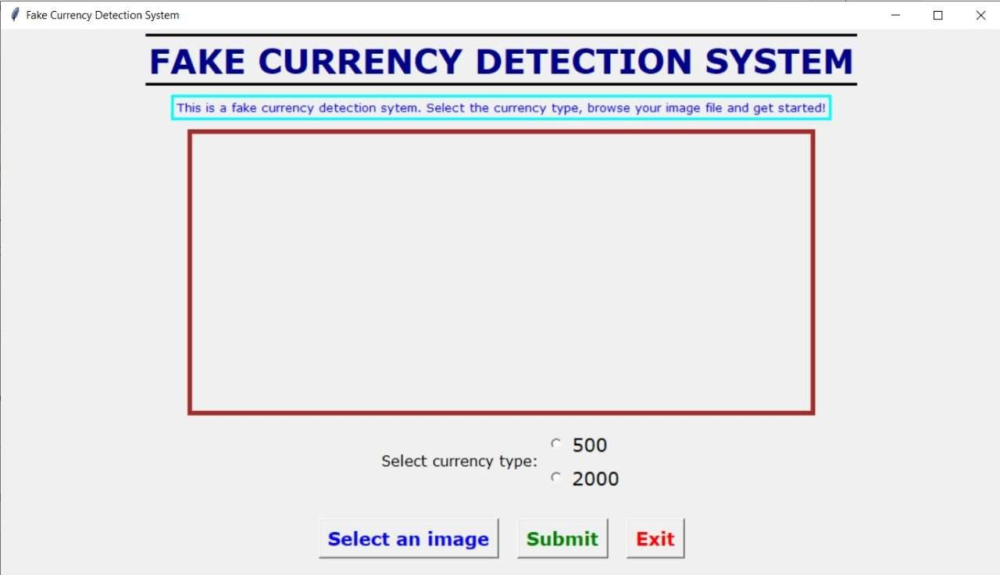 Fake Currency Detection System
FAKE CURRENCY DETECTION SYSTEM
This is a fake currency detection sytem. Select the currency type, browse your image file and get started!
Select currency type:
500
2000
Select an image
Submit
Exit